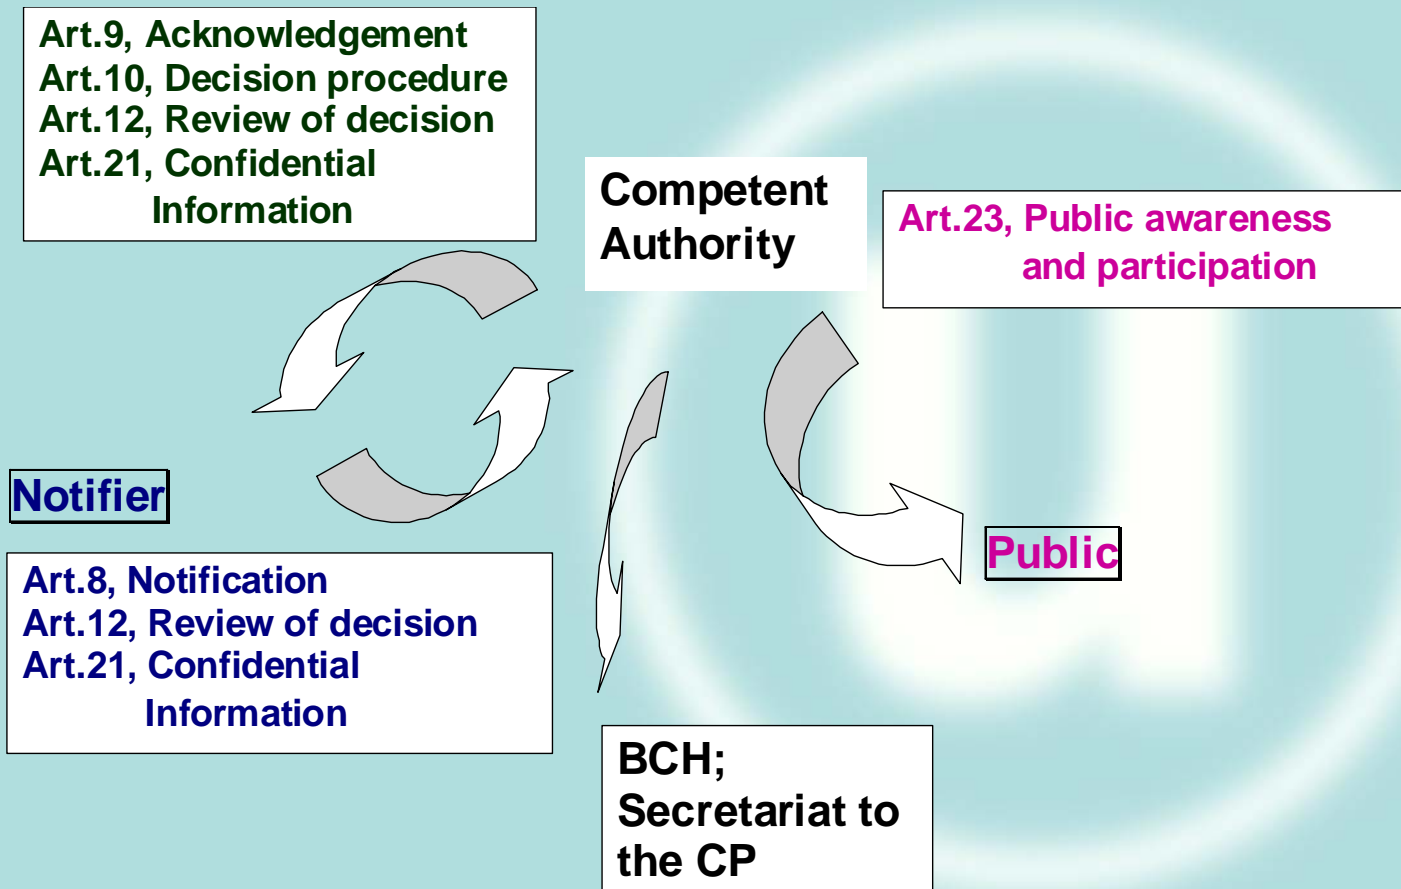 Art.9, Acknowledgement
Art.10, Decision procedure
Art.12, Review of decision
Art.21, Confidential
Information
Competent
Authority
Art.23, Public awareness
and participation
Notifier
Public
Art.8, Notification
Art.12, Review of decision
Art.21, Confidential
Information
BCH;
Secretariat to
the CP